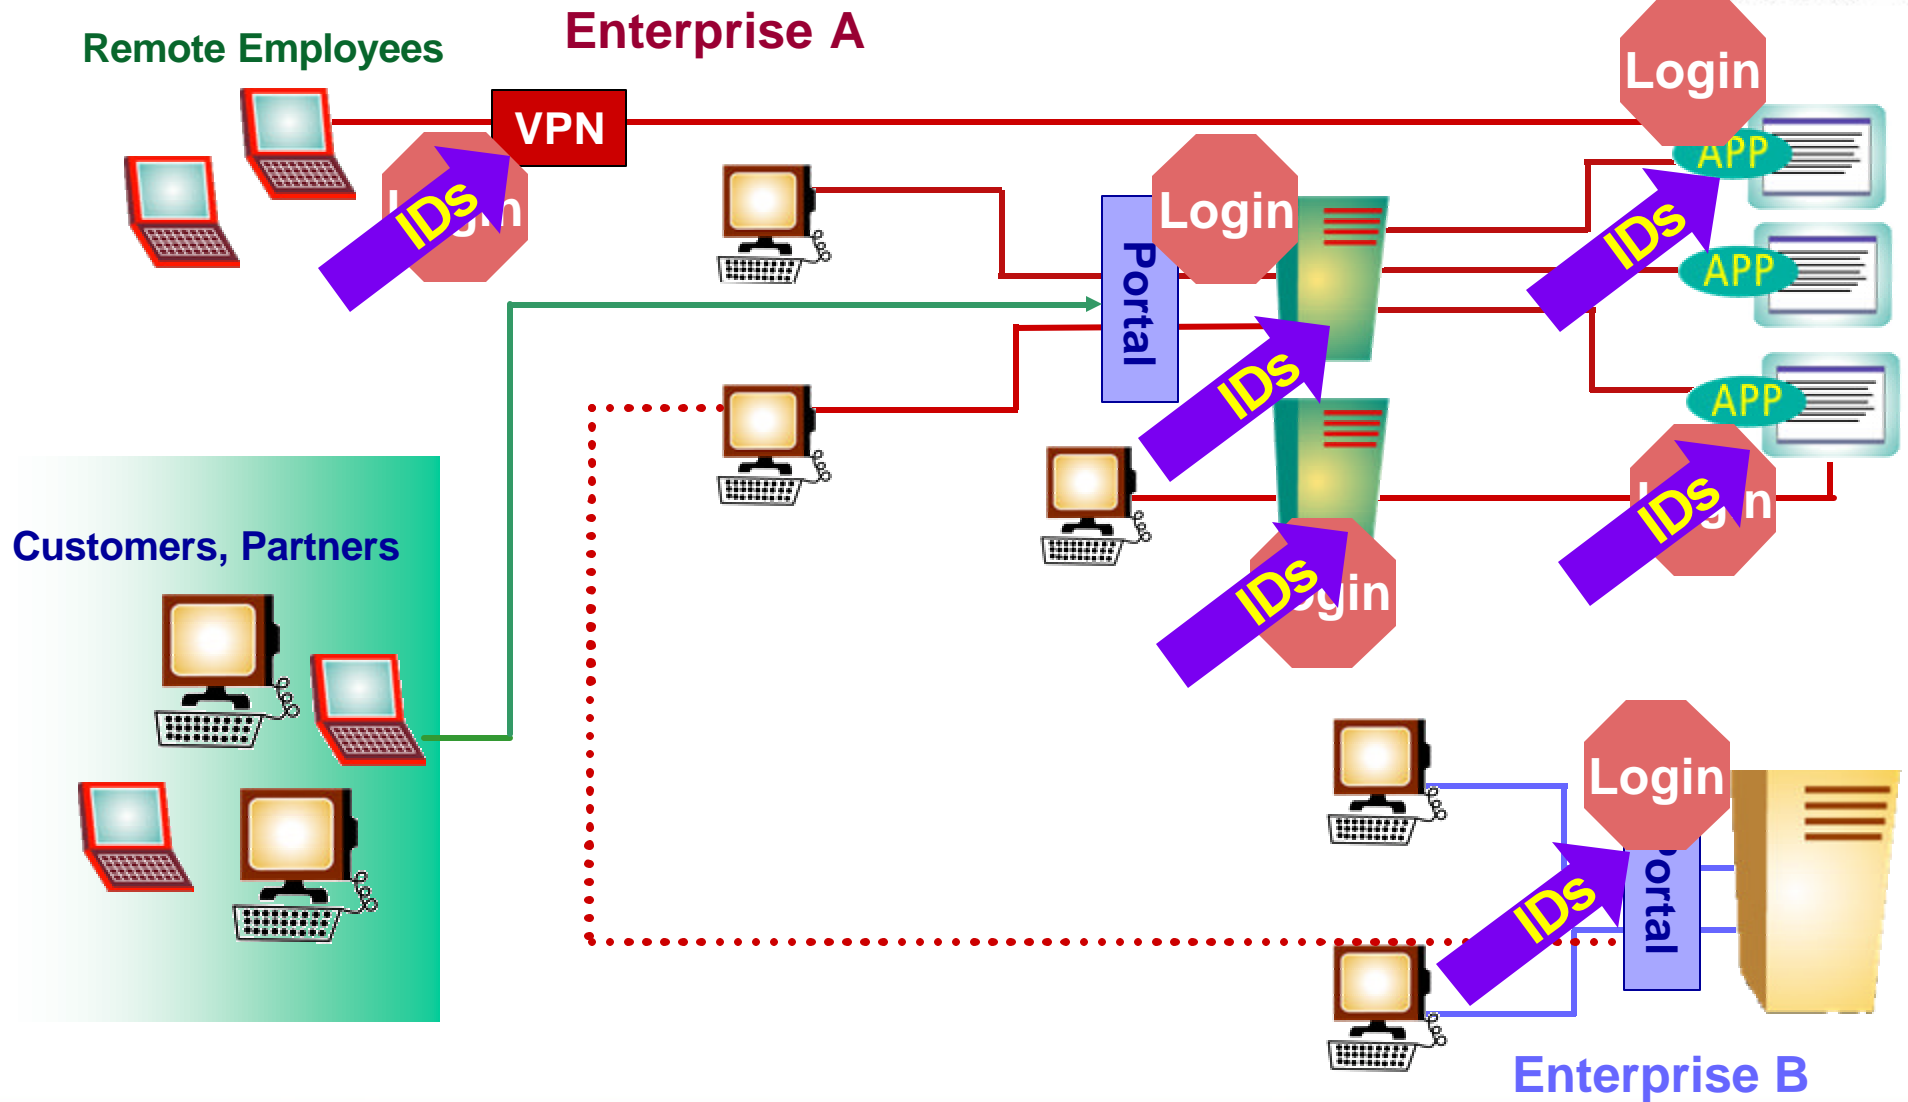 Enterprise A
Remote Employees
Login
VPN
APP
Login
IDs
IDs
Portal
APP
IDs
APP
IDs
Customers, Partners
IDs
Login
IDs
Portal
Enterprise B